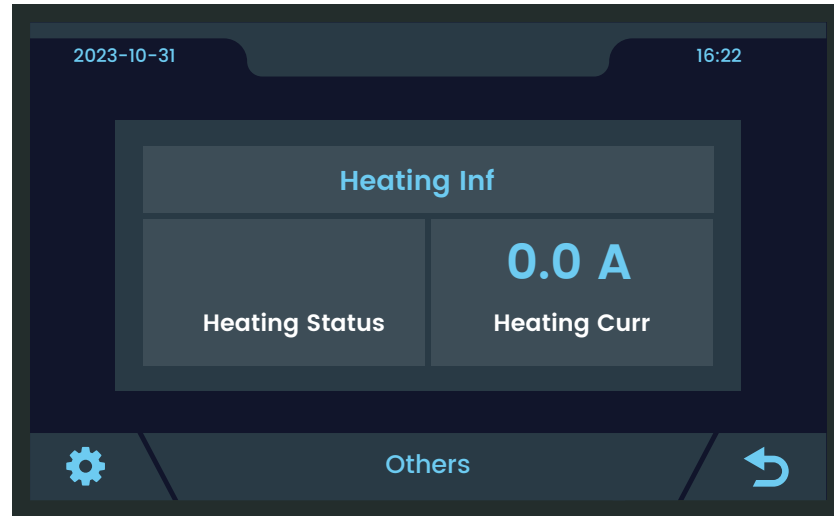 2023-10-31 16:22
Heating Inf
0.0 A
Heating Status Heating Curr
Others